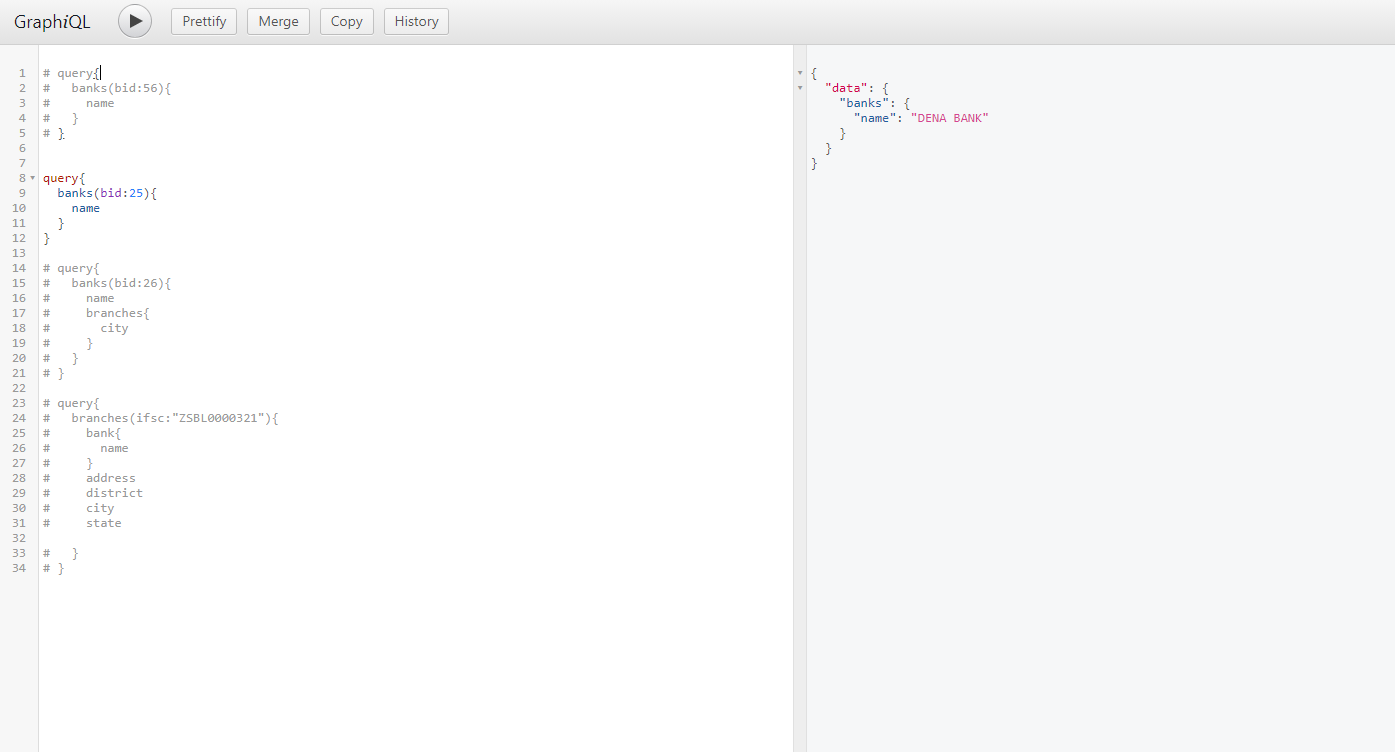 GraphiQL Prettify Merge Copy History
1 # query{
2 #   banks(bid:56){
3 #     name
4 #   }
5 # }
6
7
8 query{
9   banks(bid:25){
10     name
11   }
12 }
13
14 # query{
15 #   banks(bid:26){
16 #     name
17 #     branches{
18 #       city
19 #     }
20 #   }
21 # }
22
23 # query{
24 #   branches(ifsc:"ZSBL0000321"){
25 #     bank{
26 #       name
27 #     }
28 #     address
29 #     district
30 #     city
31 #     state
32
33 #   }
34 # }
{
  "data": {
    "banks": {
      "name": "DENA BANK"
    }
  }
}